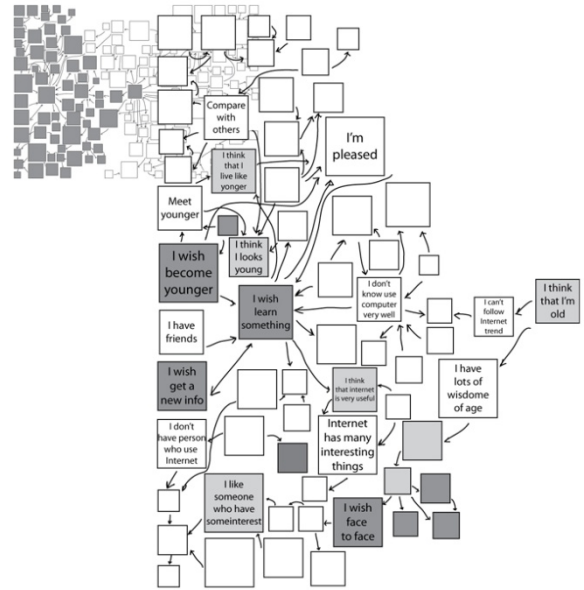 Compare
with
others
I'm
pleased
I think
that I
live like
yonger
Meet
younger
I think
I looks
young
I wish
become
younger
I wish
learn
something
I don't
know use
computer
very well
I can't
follow
Internet
trend
I think
that I'm
old
I have
friends
I wish
get a
new info
I think
that internet
is very useful
I have
lots of
wisdome
of age
I don't
have person
who use
Internet
Internet
has many
interesting
things
I like
someone
who have
someinterest
I wish
face
to face